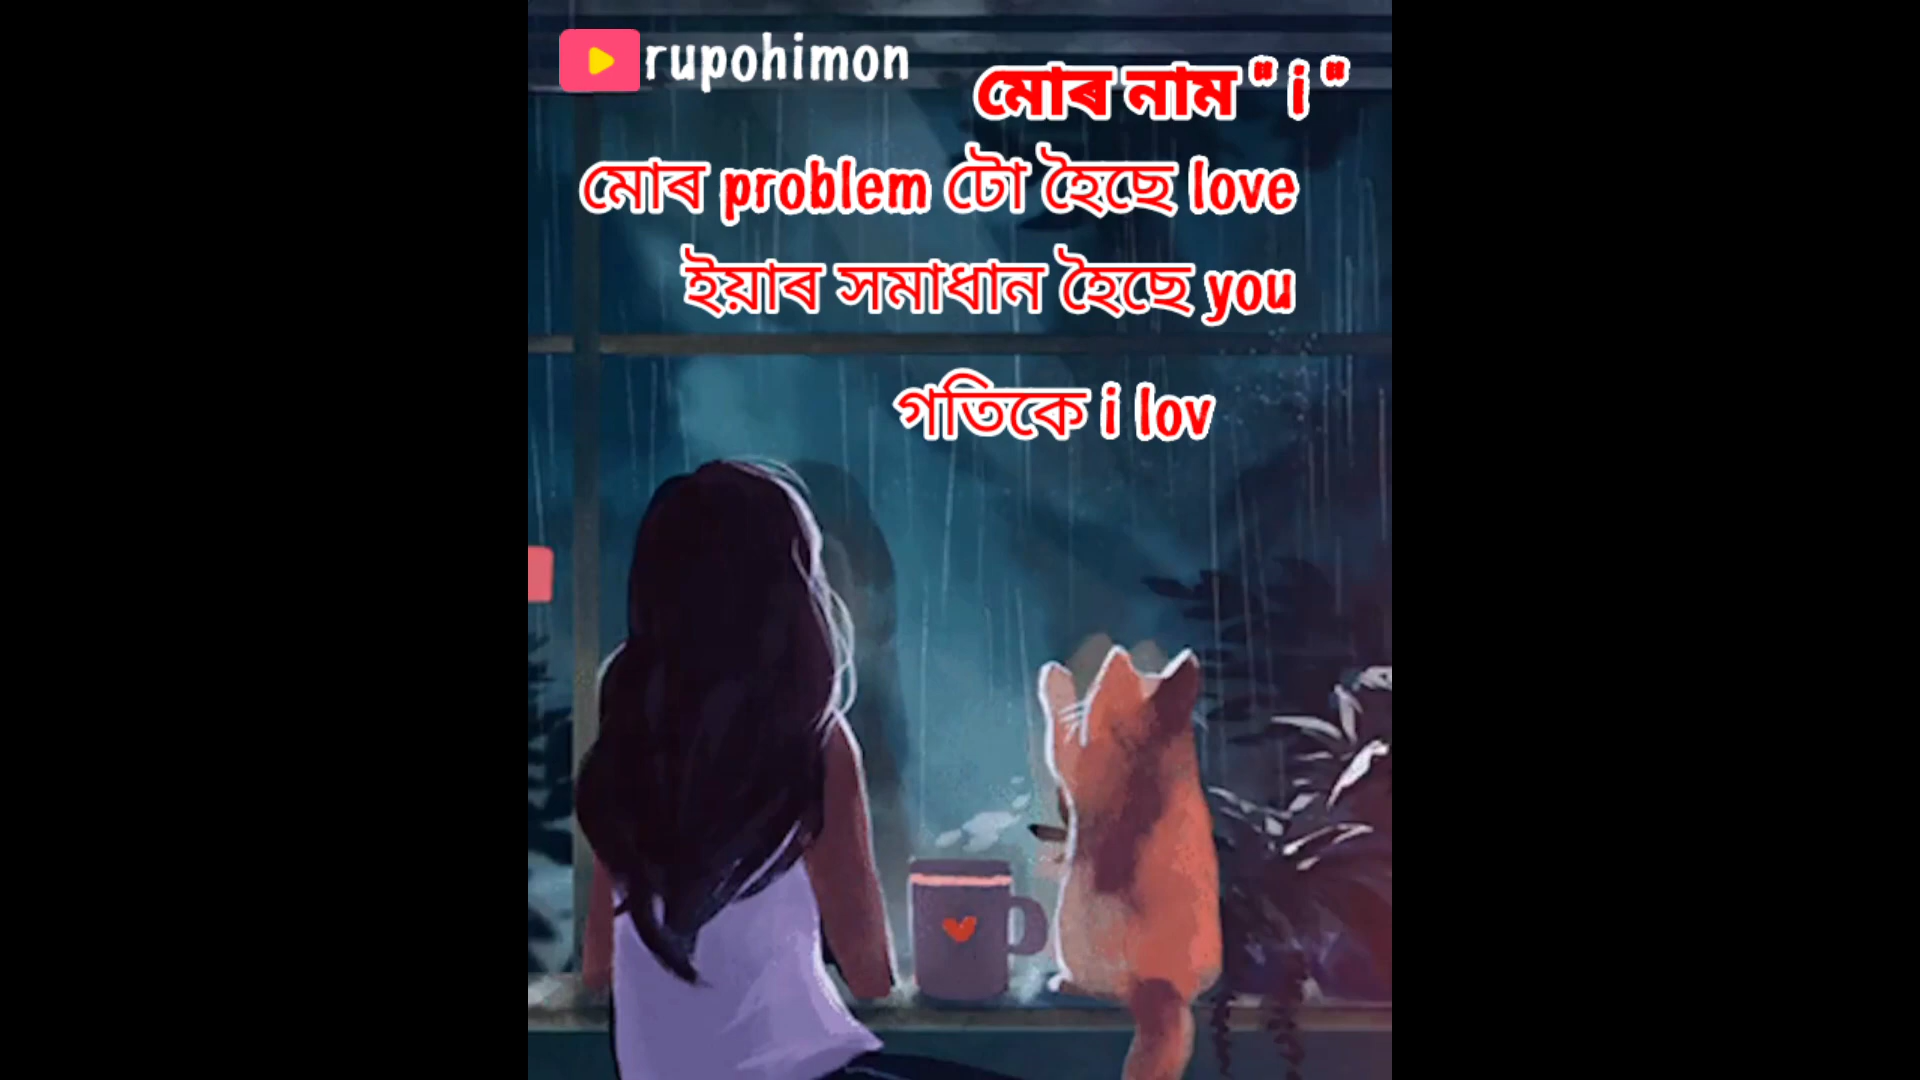 rupohimon
মোৰ নাম " i "
মোৰ problem টো হৈছে love
ইয়াৰ সমাধান হৈছে you
গতিকে i lov